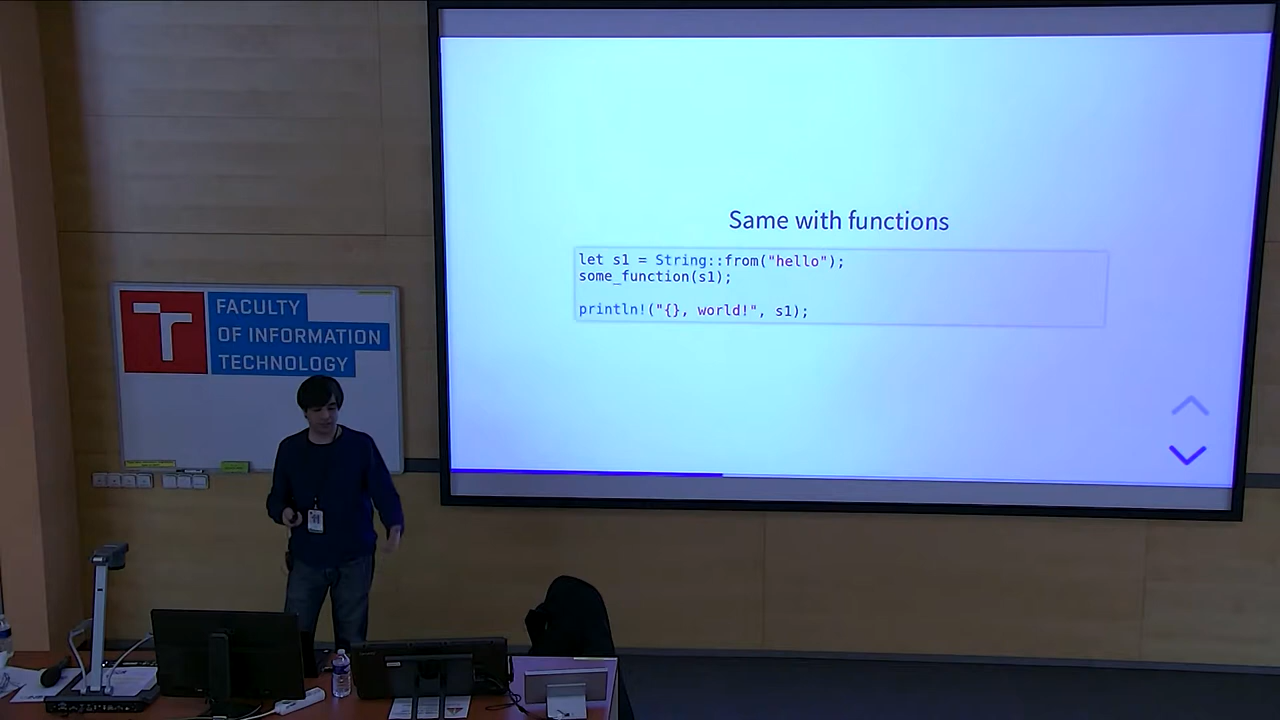 Same with functions
let s1 = String::from("hello");
some_function(s1);
println!("{}, world!", s1);
FACULTY
OF INFORMATION
TECHNOLOGY